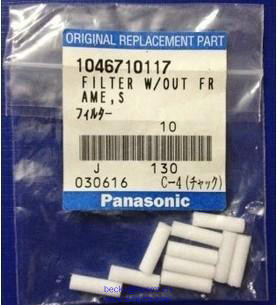 ORIGINAL REPLACEMENT PART
1046710117
FILTER W/OUT FR
AME,S
フィルター
10
J 130
030616 C-4(チャック)
Panasonic